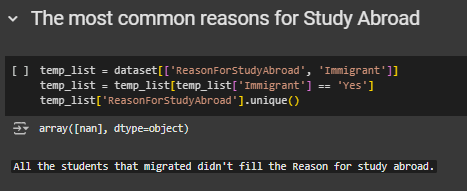 The most common reasons for Study Abroad
[ ] temp_list = dataset[['ReasonForStudyAbroad', 'Immigrant']]
temp_list = temp_list[temp_list['Immigrant'] == 'Yes']
temp_list['ReasonForStudyAbroad'].unique()
array([nan], dtype=object)
All the students that migrated didn't fill the Reason for study abroad.